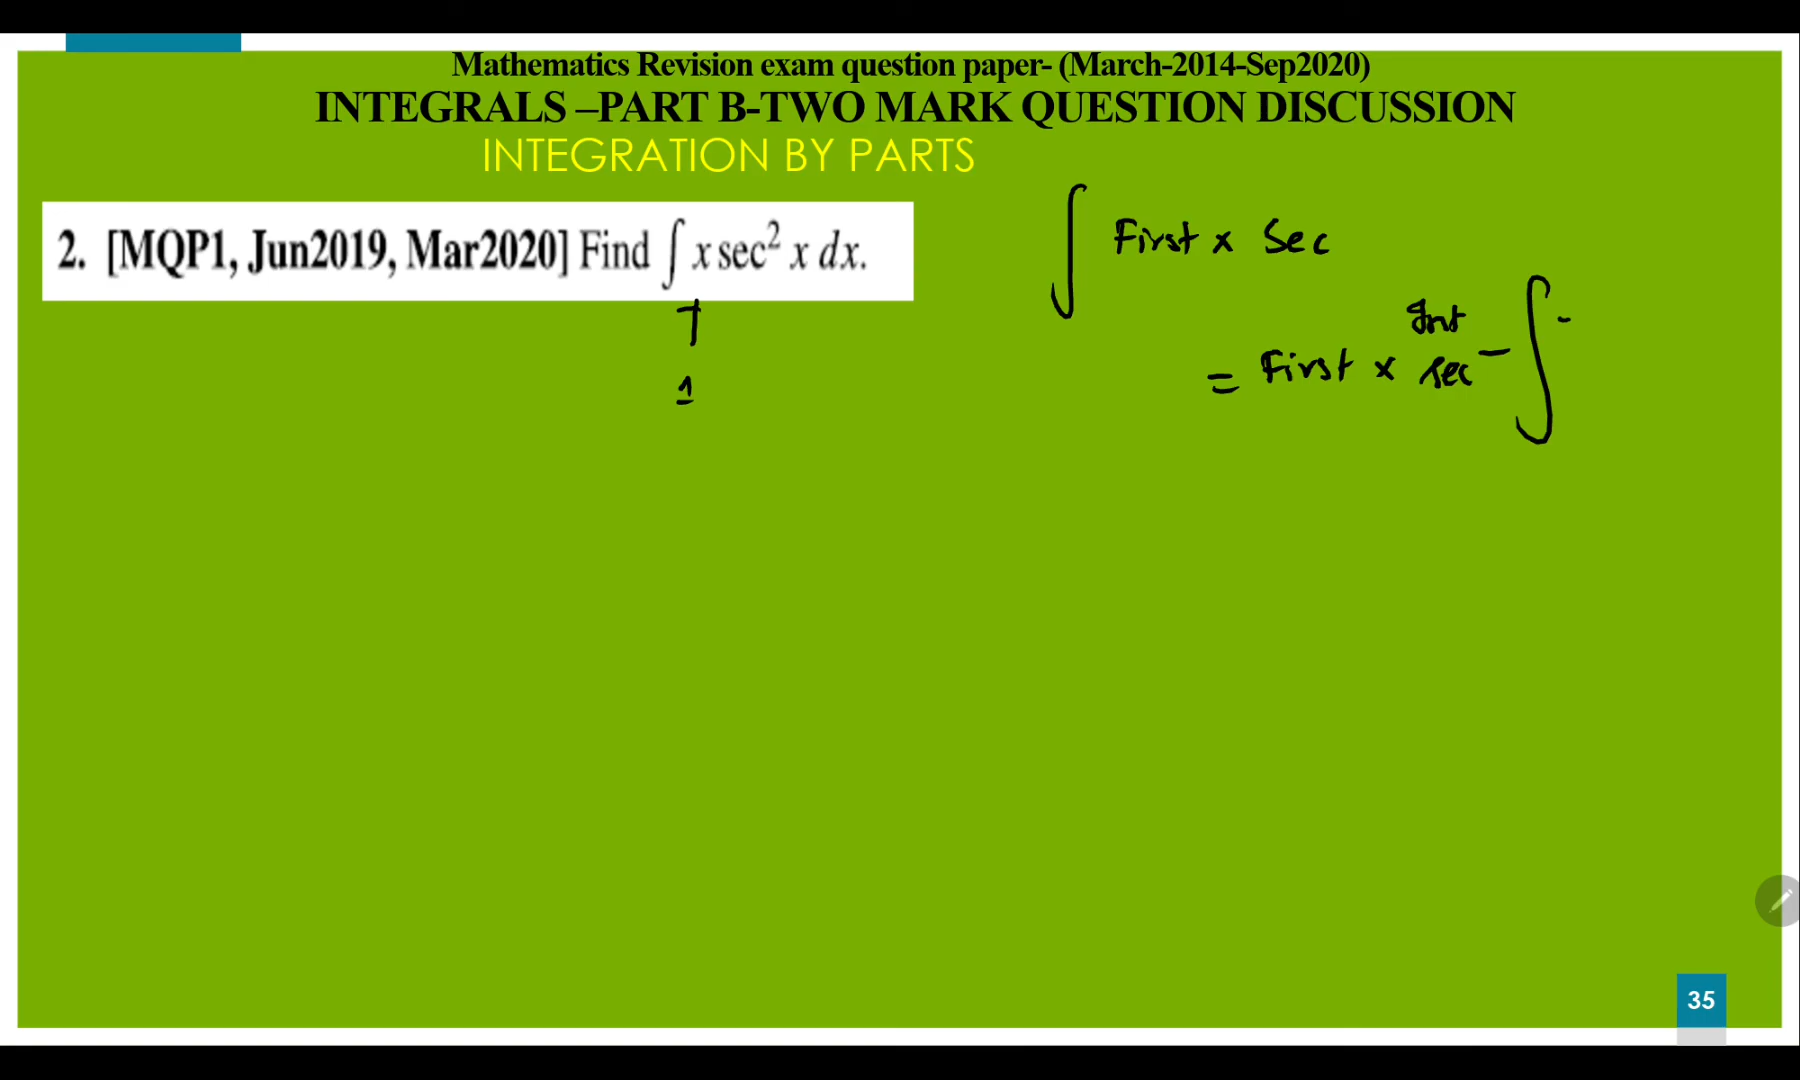 Mathematics Revision exam question paper- (March-2014-Sep2020)
INTEGRALS –PART B-TWO MARK QUESTION DISCUSSION
INTEGRATION BY PARTS
2. [MQP1, Jun2019, Mar2020] Find ∫ x sec² x dx.
∫ First x Sec
= First x Int sec - ∫ -
1
35